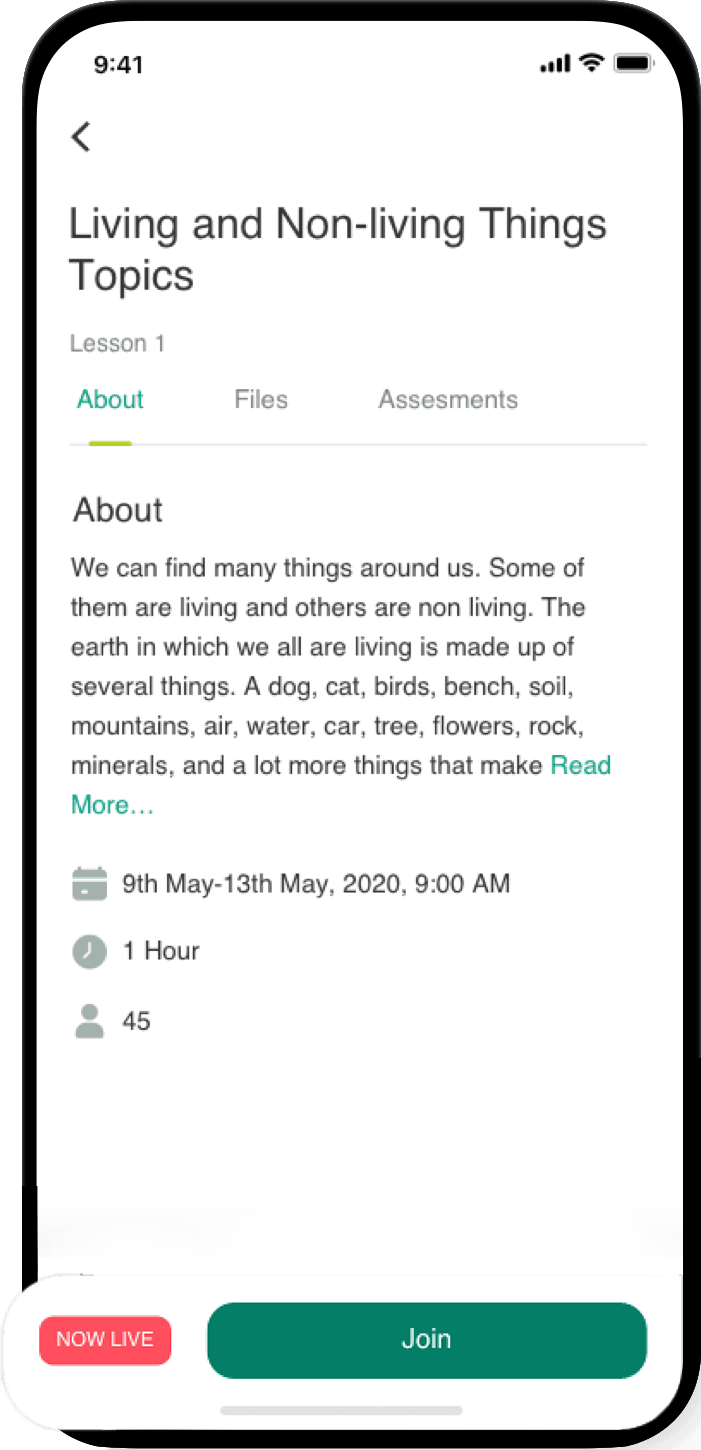 9:41
Living and Non-living Things
Topics
Lesson 1
About Files Assesments
About
We can find many things around us. Some of
them are living and others are non living. The
earth in which we all are living is made up of
several things. A dog, cat, birds, bench, soil,
mountains, air, water, car, tree, flowers, rock,
minerals, and a lot more things that make Read
More...
9th May-13th May, 2020, 9:00 AM
1 Hour
45
NOW LIVE Join